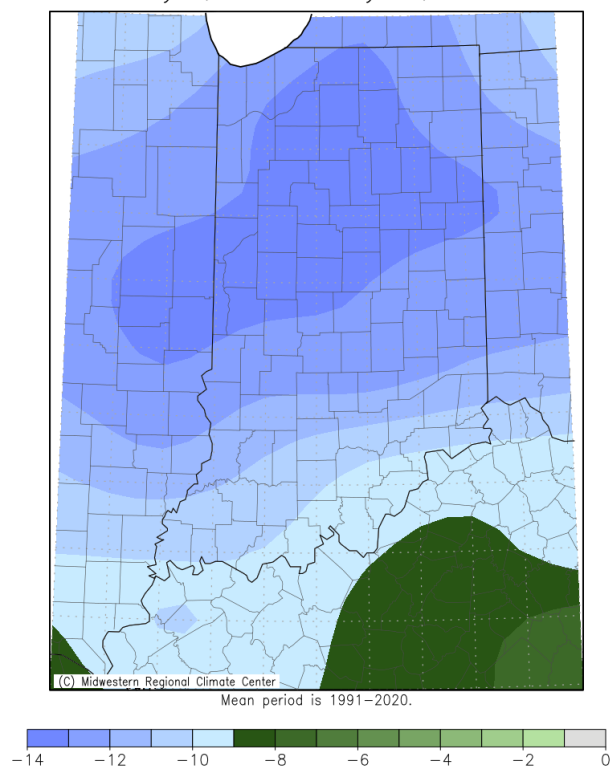 (C) Midwestern Regional Climate Center
Mean period is 1991-2020.
-14 -12 -10 -8 -6 -4 -2 0